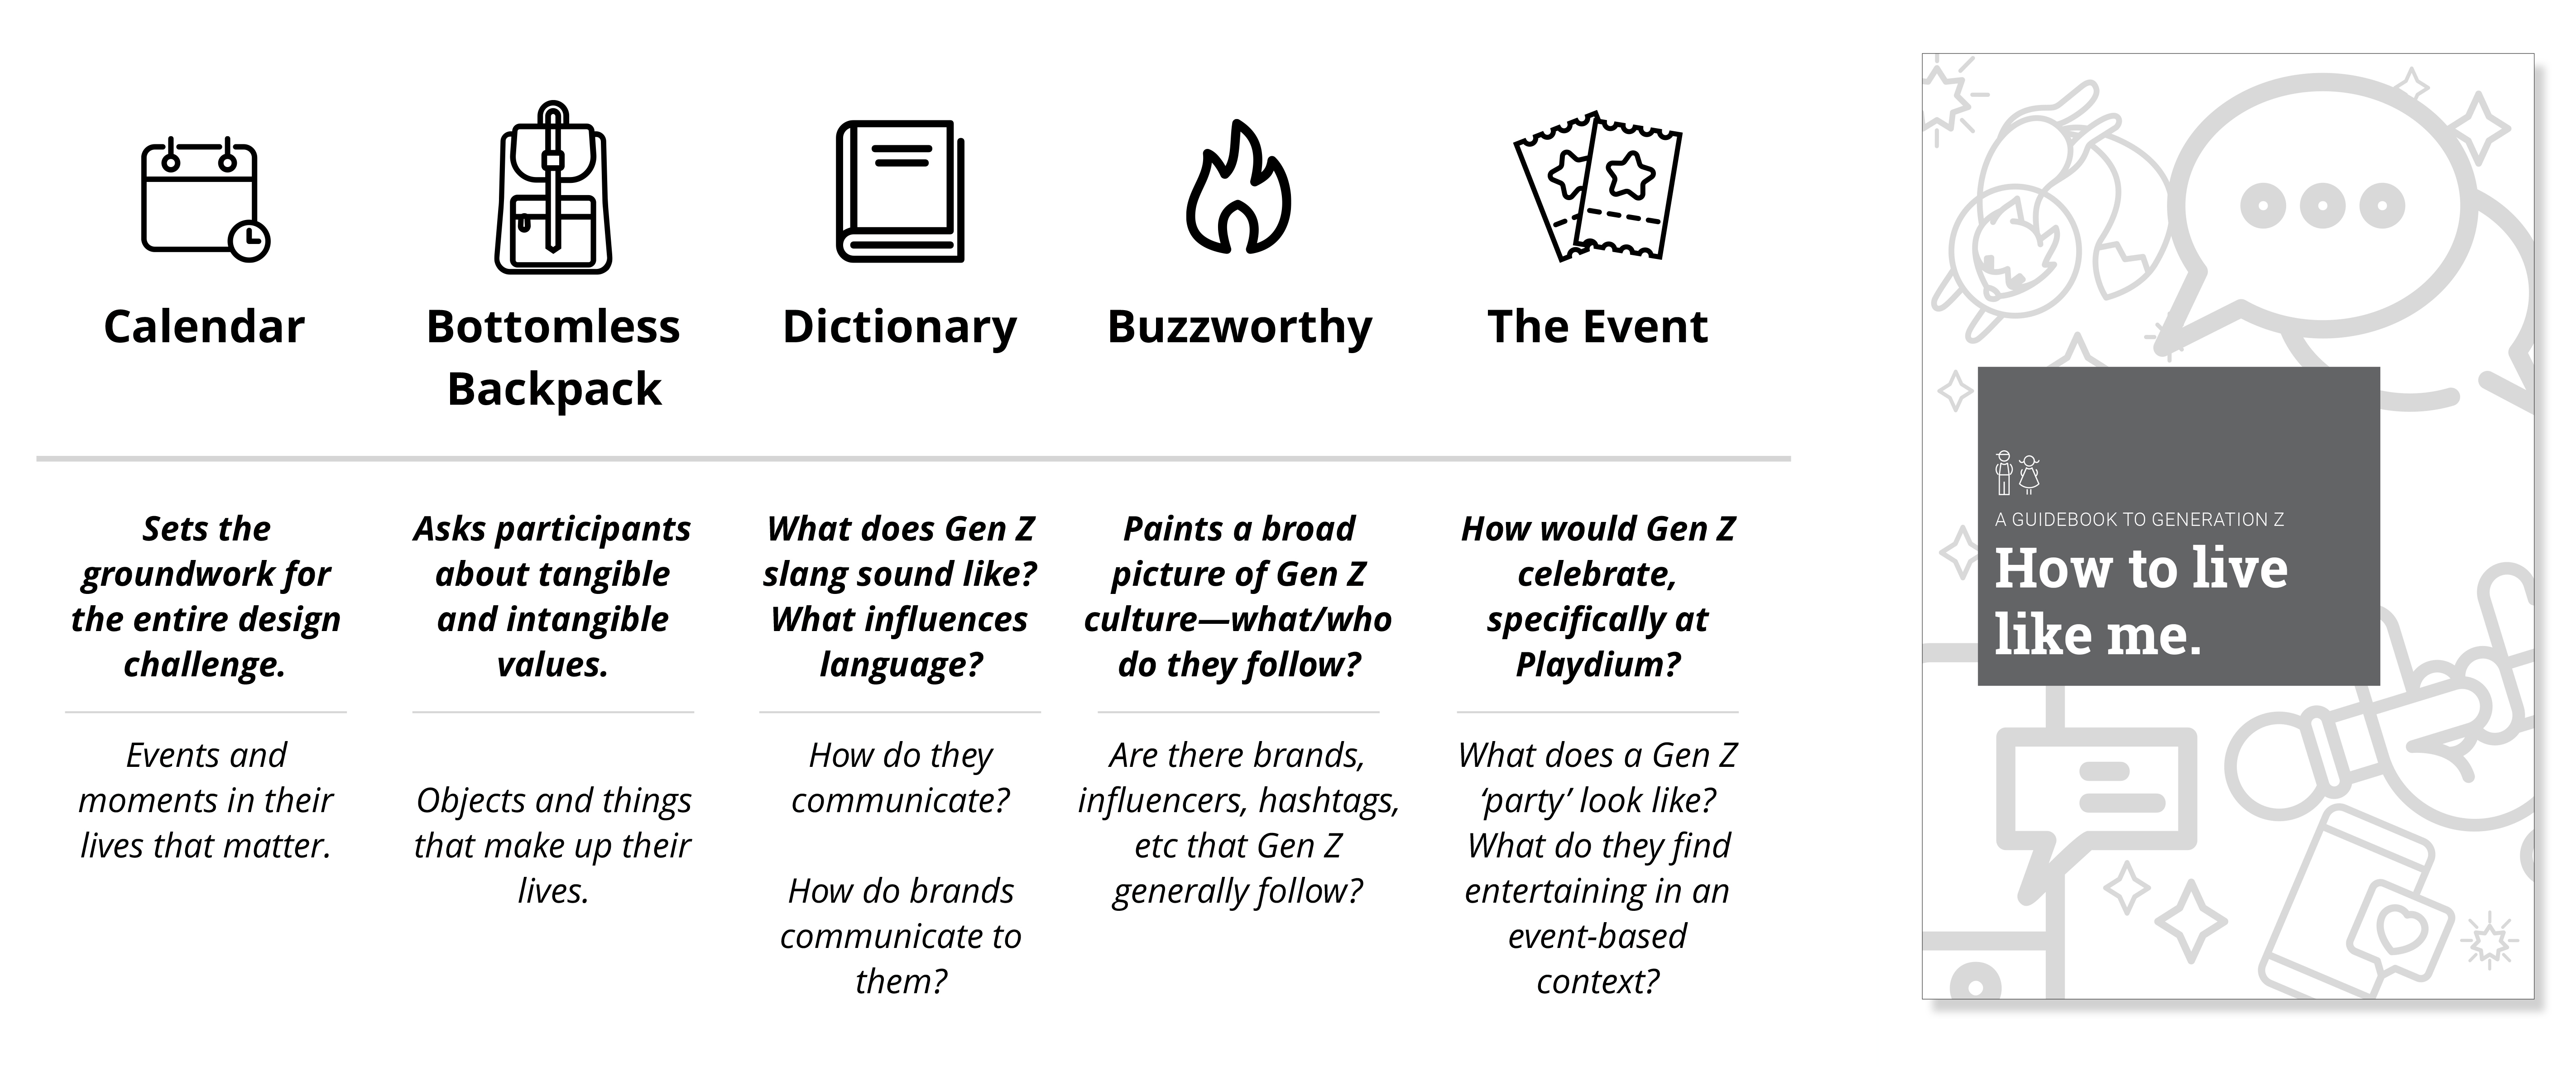 Calendar
Bottomless
Backpack
Dictionary
Buzzworthy
The Event
Sets the
groundwork for
the entire design
challenge.
Asks participants
about tangible
and intangible
values.
What does Gen Z
slang sound like?
What influences
language?
Paints a broad
picture of Gen Z
culture—what/who
do they follow?
How would Gen Z
celebrate,
specifically at
Playdium?
Events and
moments in their
lives that matter.
Objects and things
that make up their
lives.
How do they
communicate?
How do brands
communicate to
them?
Are there brands,
influencers, hashtags,
etc that Gen Z
generally follow?
What does a Gen Z
‘party’ look like?
What do they find
entertaining in an
event-based
context?
A GUIDEBOOK TO GENERATION Z
How to live
like me.